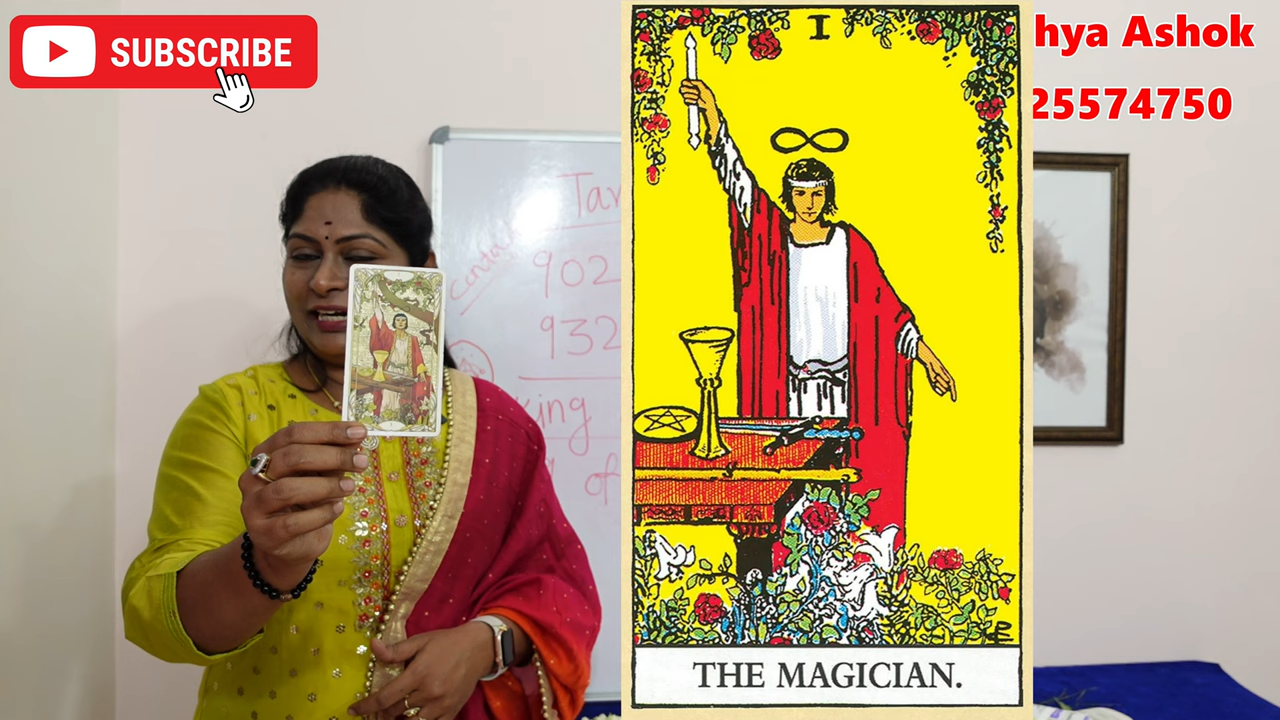 SUBSCRIBE
hya Ashok
25574750
I
THE MAGICIAN.
Tar
902
932
king
of